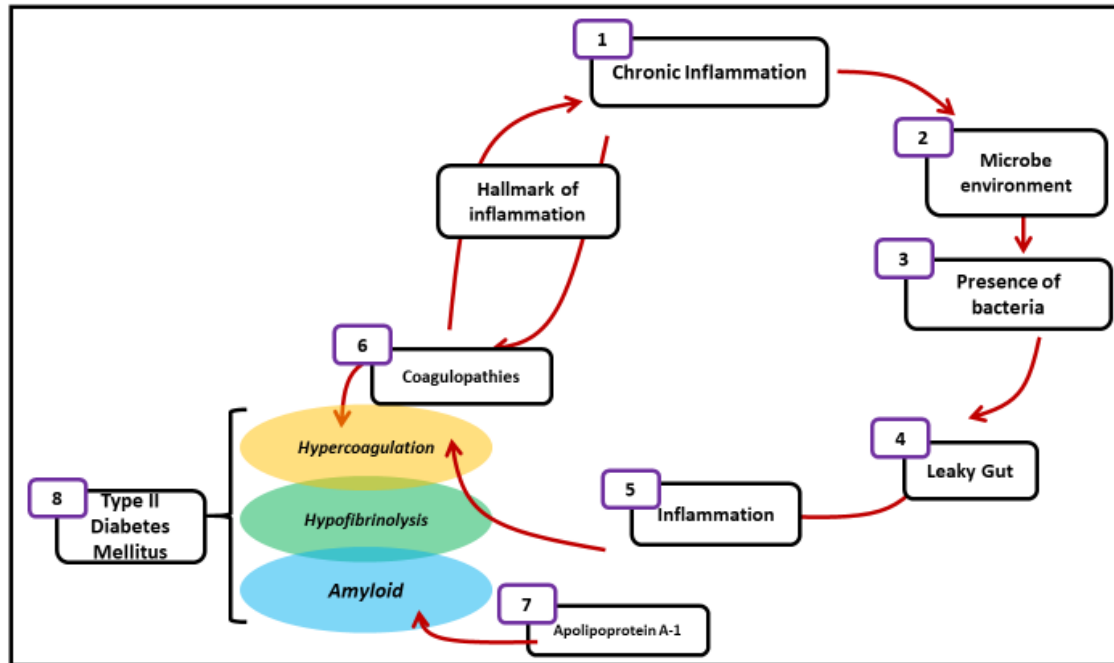 1
Chronic Inflammation
2
Microbe
environment
Hallmark of
inflammation
3
Presence of
bacteria
6
Coagulopathies
4
Leaky Gut
Hypercoagulation
5
Inflammation
8
Type II
Diabetes
Mellitus
Hypofibrinolysis
Amyloid
7
Apolipoprotein A-1